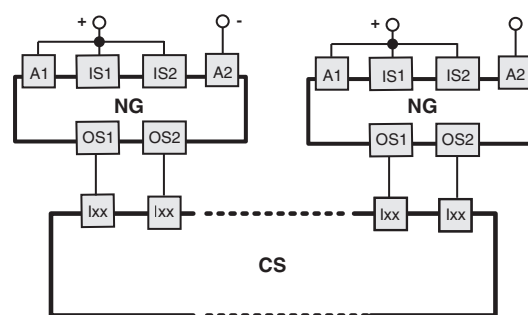 + - +
A1 IS1 IS2 A2 A1 IS1 IS2 A2
NG NG
OS1 OS2 OS1 OS2
Ixx Ixx Ixx Ixx
CS